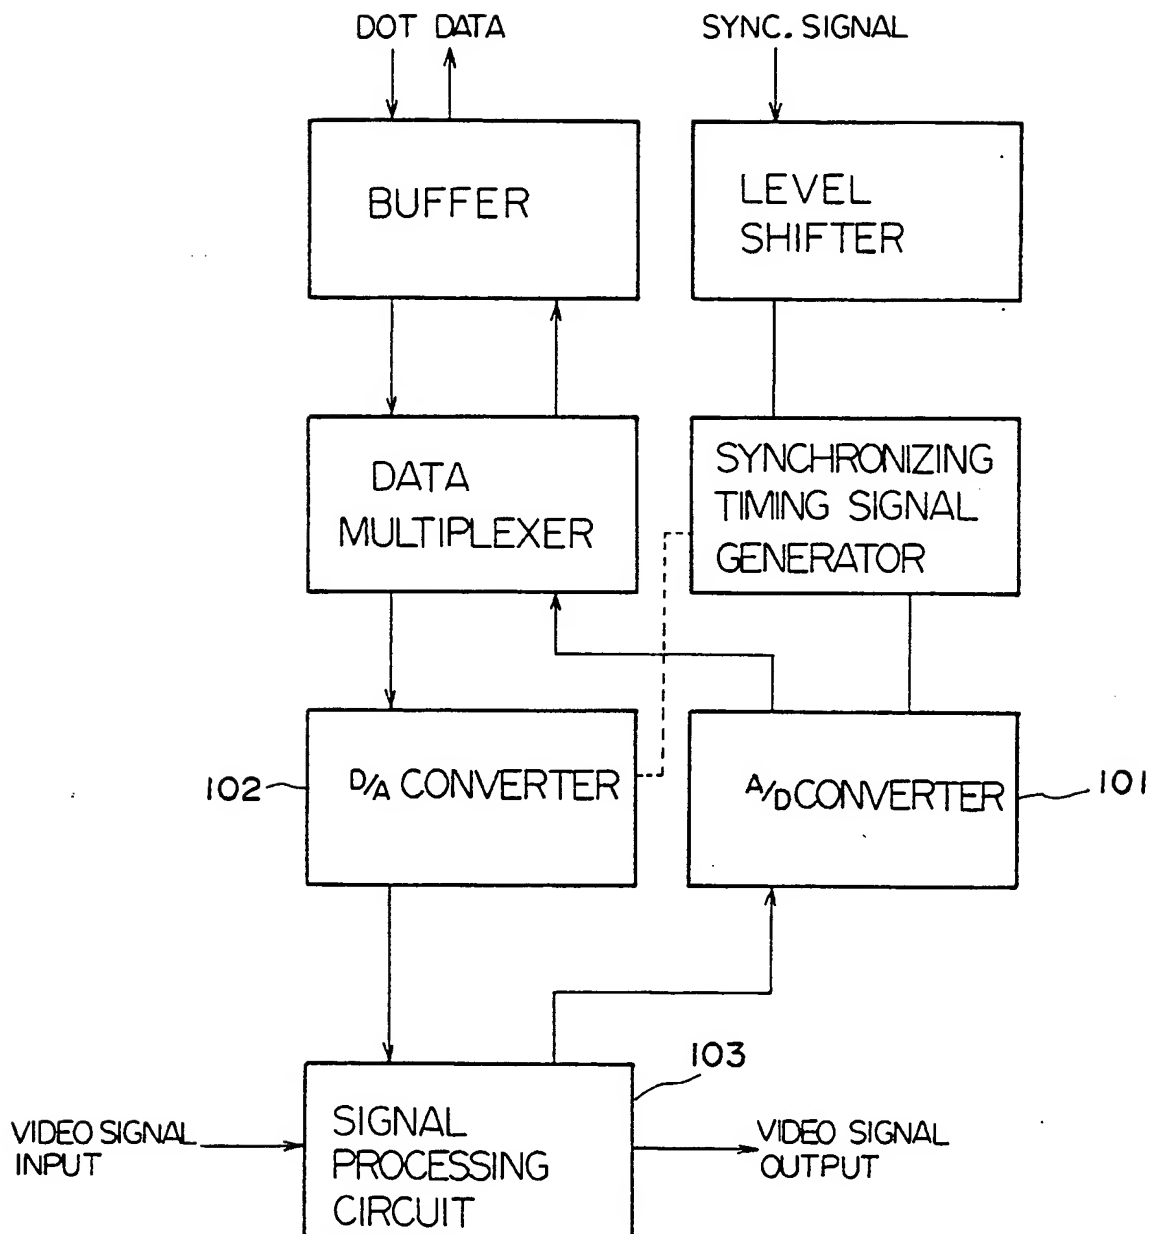 DOT DATA
SYNC. SIGNAL
BUFFER
LEVEL
SHIFTER
DATA
MULTIPLEXER
SYNCHRONIZING
TIMING SIGNAL
GENERATOR
102
D/A CONVERTER
A/D CONVERTER
101
103
VIDEO SIGNAL
INPUT
SIGNAL
PROCESSING
CIRCUIT
VIDEO SIGNAL
OUTPUT